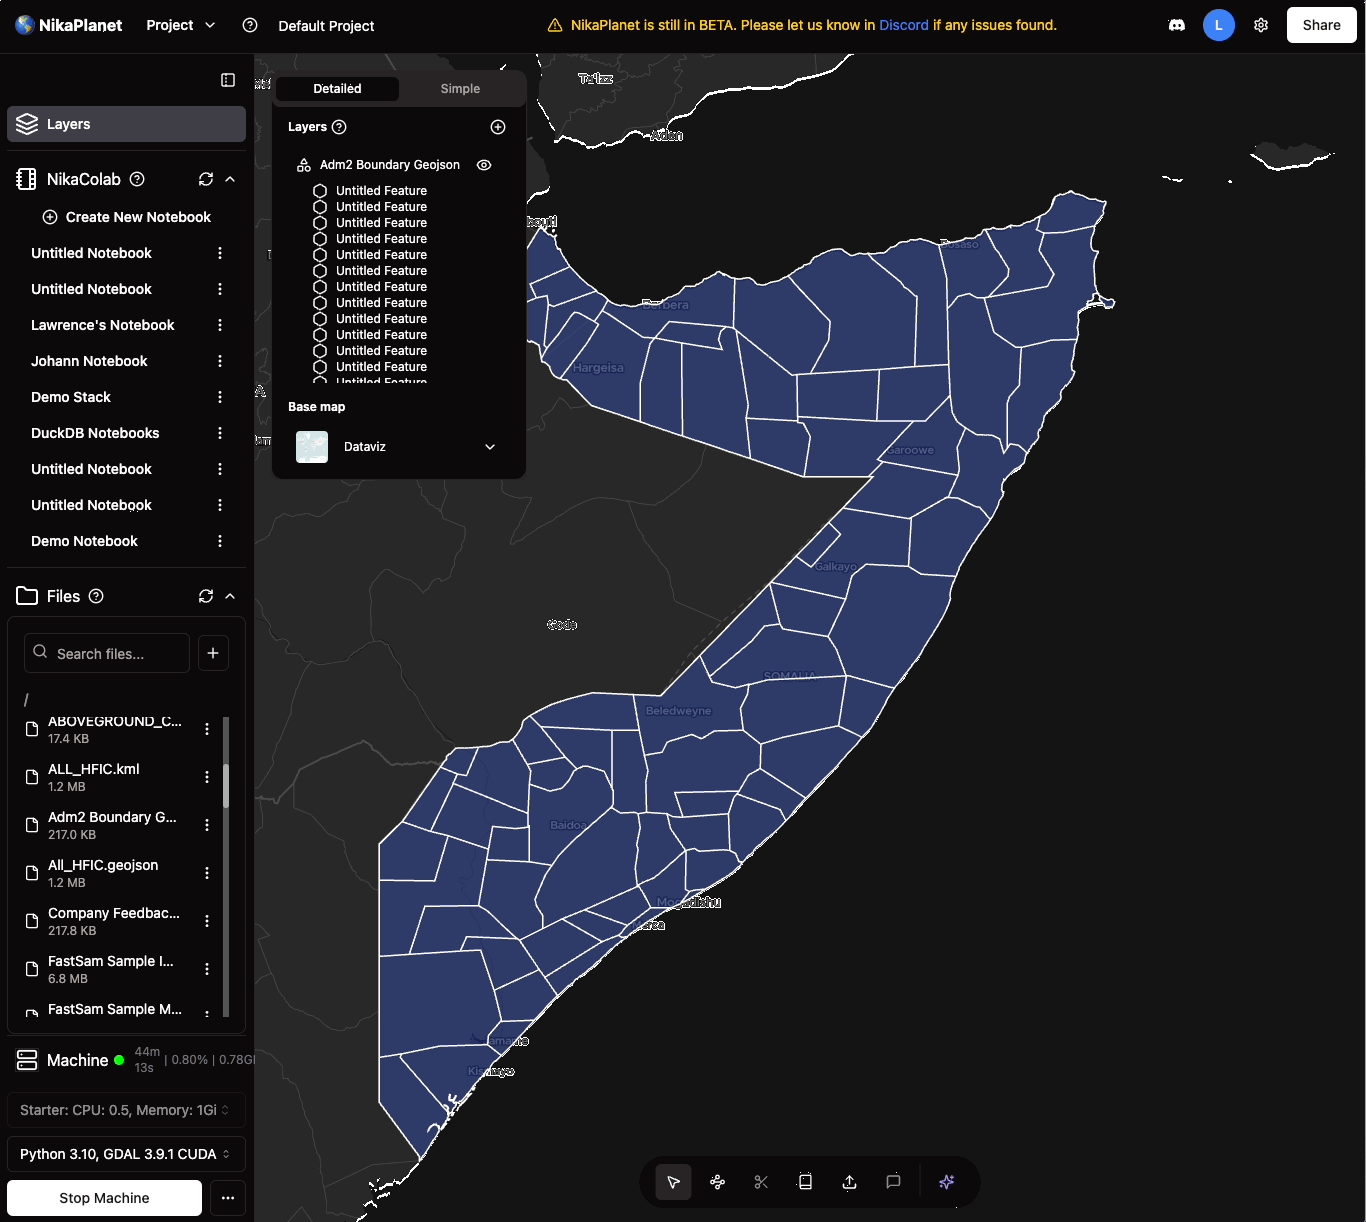 NikaPlanet
Project
Default Project
NikaPlanet is still in BETA. Please let us know in Discord if any issues found.
L
Share
Layers
NikaColab
Create New Notebook
Untitled Notebook
Untitled Notebook
Lawrence's Notebook
Johann Notebook
Demo Stack
DuckDB Notebooks
Untitled Notebook
Untitled Notebook
Demo Notebook
Files
Search files...
/
ABOVEGROUND_C...
17.4 KB
ALL_HFIC.kml
1.2 MB
Adm2 Boundary G...
217.0 KB
All_HFIC.geojson
1.2 MB
Company Feedbac...
217.8 KB
FastSam Sample I...
6.8 MB
FastSam Sample M...
Machine
44m 13s | 0.80% | 0.78GI
Starter: CPU: 0.5, Memory: 1Gi
Python 3.10, GDAL 3.9.1 CUDA
Stop Machine
Detailed
Simple
Layers
Adm2 Boundary Geojson
Untitled Feature
Untitled Feature
Untitled Feature
Untitled Feature
Untitled Feature
Untitled Feature
Untitled Feature
Untitled Feature
Untitled Feature
Untitled Feature
Untitled Feature
Untitled Feature
Untitled Feature
Base map
Dataviz
Ta'izz
Aden
Bosaso
Berbera
Hargeisa
Garoowe
Galkayo
Gode
SOMALIA
Beledweyne
Baidoa
Mogadishu
Marca
Jamame
Kismayo